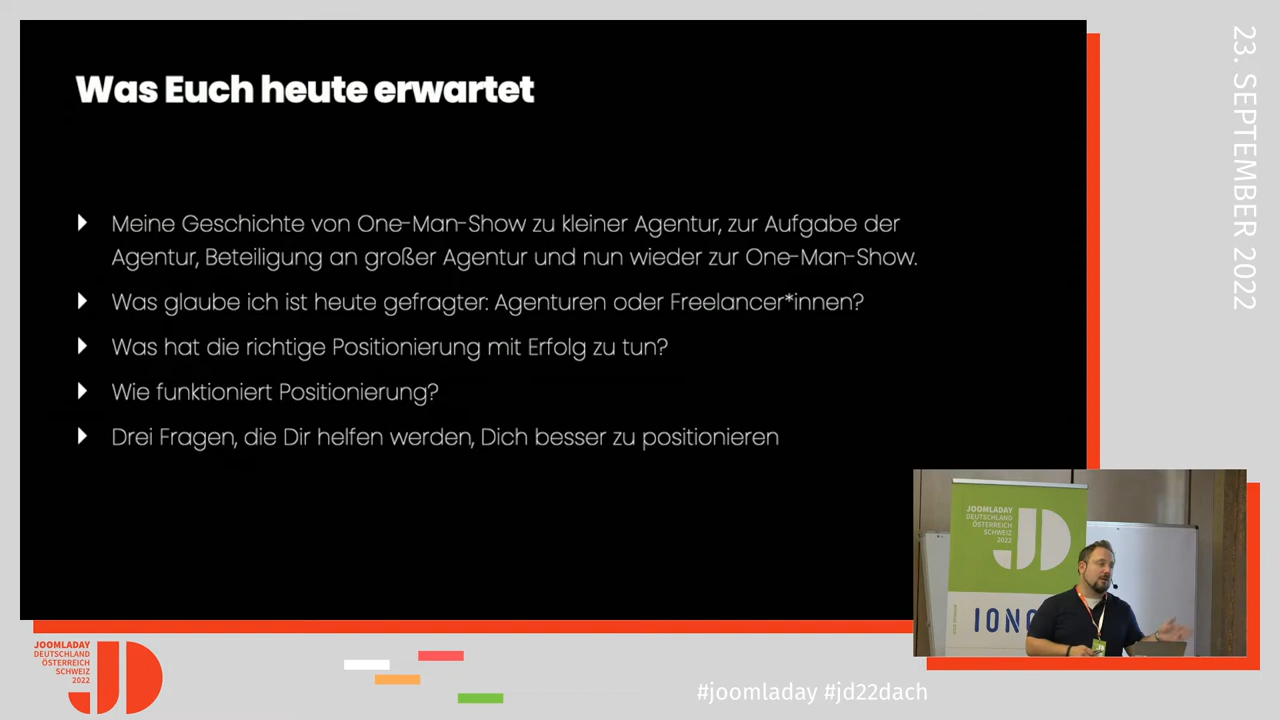 Was Euch heute erwartet
Meine Geschichte von One-Man-Show zu kleiner Agentur, zur Aufgabe der
Agentur, Beteiligung an großer Agentur und nun wieder zur One-Man-Show.
Was glaube ich ist heute gefragter: Agenturen oder Freelancer*innen?
Was hat die richtige Positionierung mit Erfolg zu tun?
Wie funktioniert Positionierung?
Drei Fragen, die Dir helfen werden, Dich besser zu positionieren
23. SEPTEMBER 2022
JOOMLADAY
DEUTSCHLAND
ÖSTERREICH
SCHWEIZ
2022
JD
IONO
JOOMLADAY
DEUTSCHLAND
ÖSTERREICH
SCHWEIZ
2022
JD
#joomladay #jd22dach